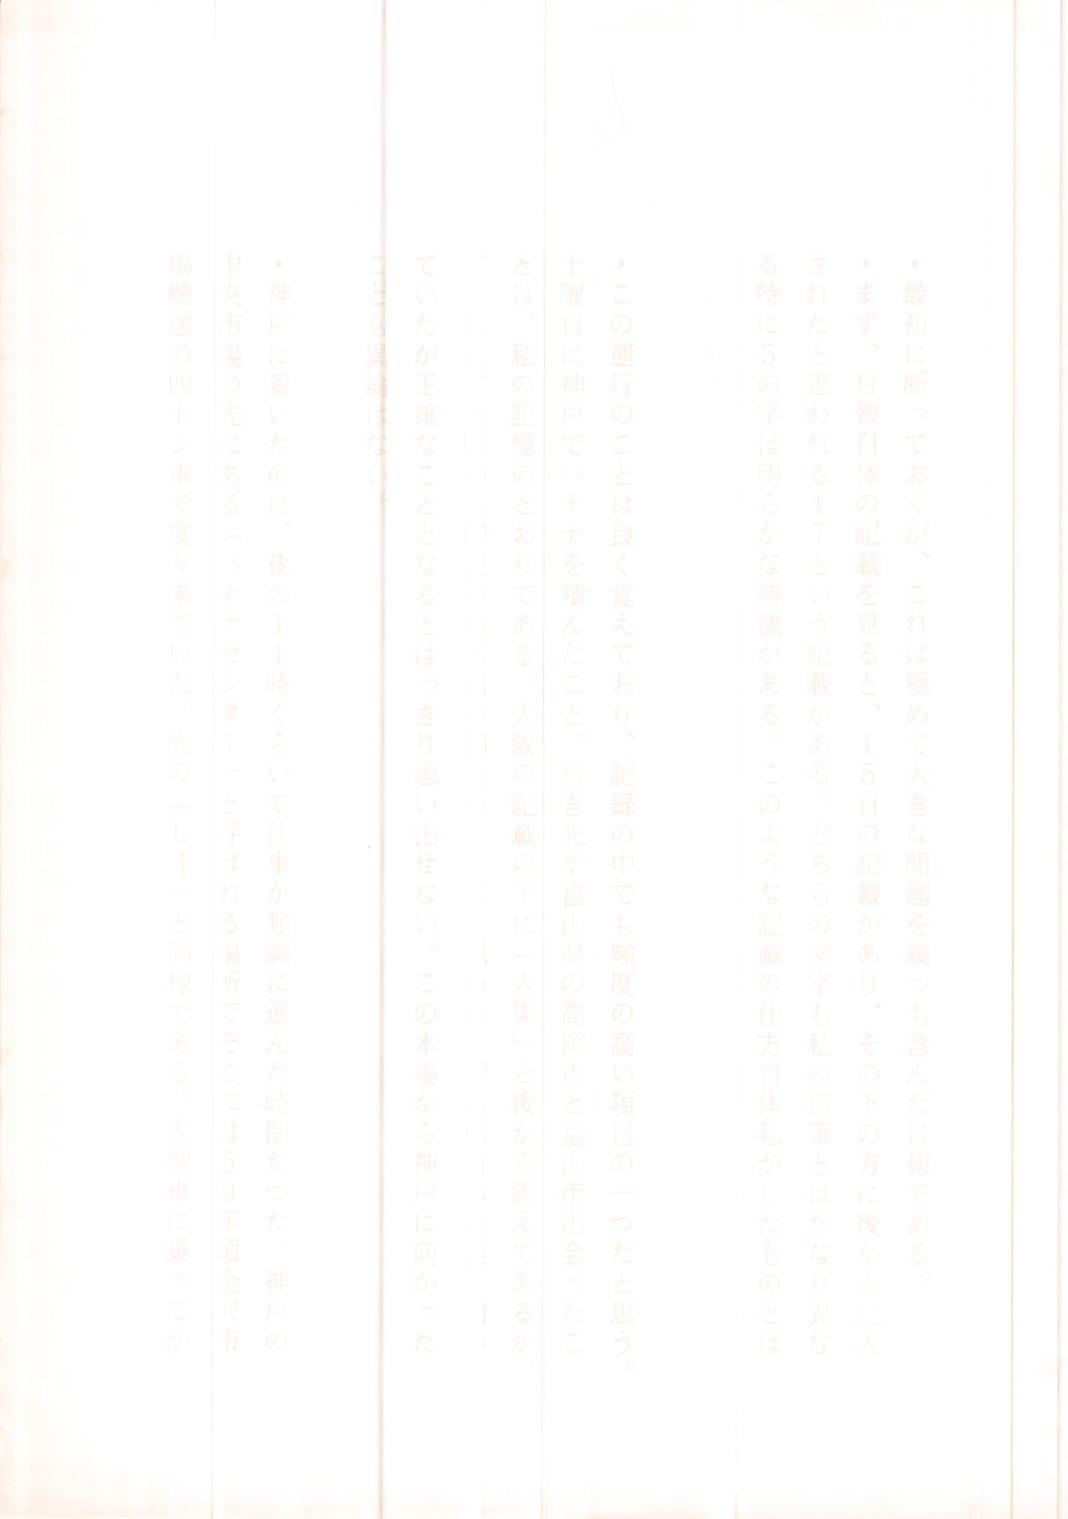 ・最初に断っておくが、これは極めて大きな問題を幾つも含んだ日報である。
・まず、日報自体の記載を見ると、15日の記載があり、その下の方に後から記入
されたと思われる17という記載がある。どちらの文字も私の自筆とはかなり異な
る特に5の字は明らかな特徴がある。このような記載の仕方自体私がしたものとは
・この運行のことは良く覚えており、記録の中でも頻度の高い項目の一つだと思う。
土曜日に神戸でバナナを積んだこと、行き先が富山県の高岡市と富山市出会ったこ
とは、私の記憶のとおりである。大阪の記載の下に「大果」と後から添えてあるが、
ていたが正確なこととなるとはっきり思い出せない。この本場から神戸に向かった
ことも異論はない。
・神戸に着いたのは、夜の11時くらいで仕事が順調に運んだ時間だった。神戸の
中央市場の先にある「バナナセンター」と呼ばれる場所でそこには59年頃金沢市
場輸送の四トン車で度々来ていた。先の「し4」と同様である。大型車に乗ってか